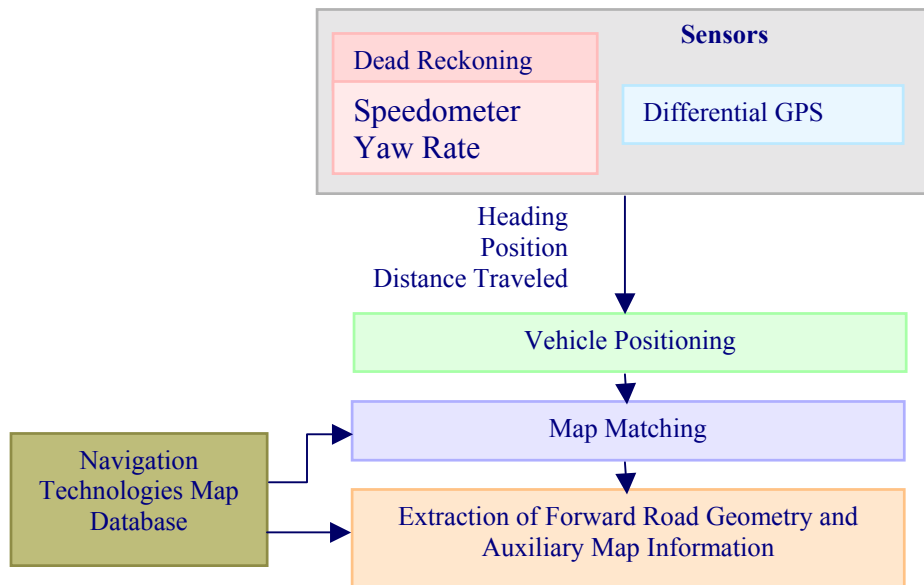 Sensors
Dead Reckoning
Speedometer
Yaw Rate
Differential GPS
Heading
Position
Distance Traveled
Vehicle Positioning
Map Matching
Navigation
Technologies Map
Database
Extraction of Forward Road Geometry and
Auxiliary Map Information